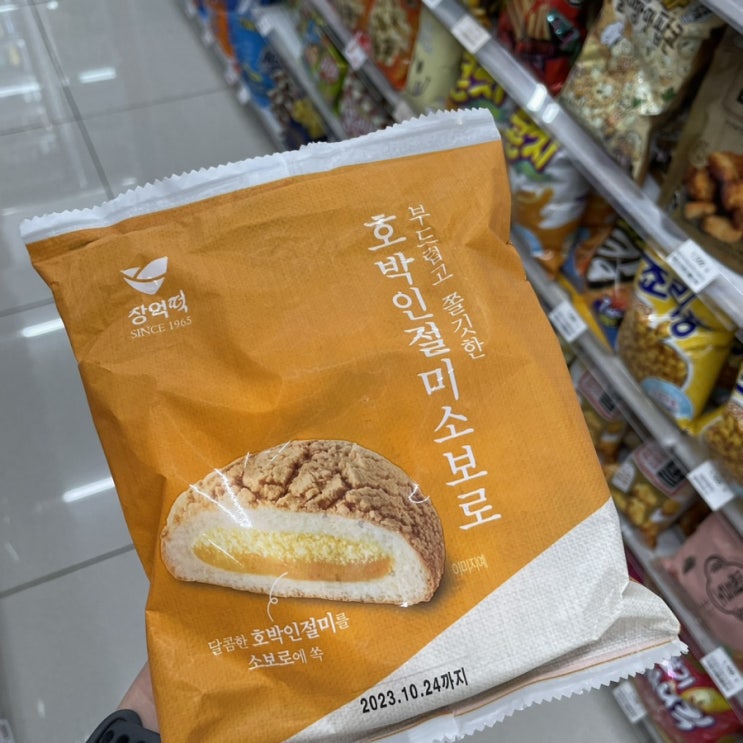 장억떡
SINCE 1965
부드럽고 쫄깃한
호박인절미소보로
이미지예
달콤한 호박인절미를
소보로에 쏙
2023.10.24까지